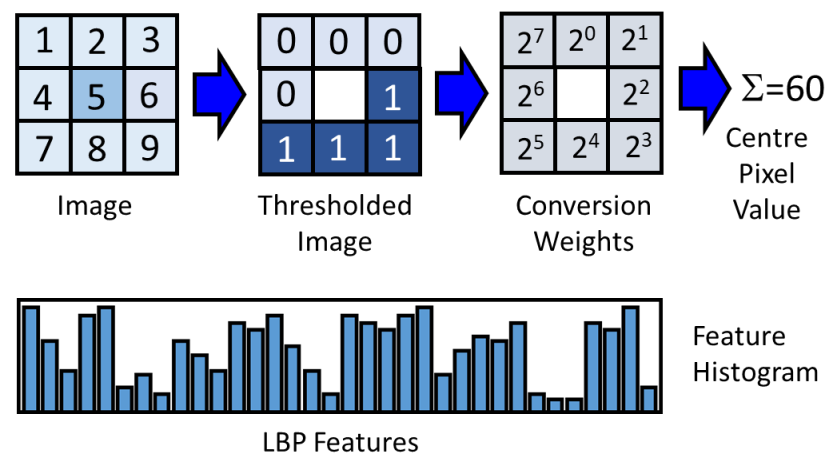 1 2 3
4 5 6
7 8 9
Image
0 0 0
0 1
1 1 1
Thresholded
Image
2⁷ 2⁰ 2¹
2⁶ 2²
2⁵ 2⁴ 2³
Conversion
Weights
Σ=60
Centre
Pixel
Value
Feature
Histogram
LBP Features